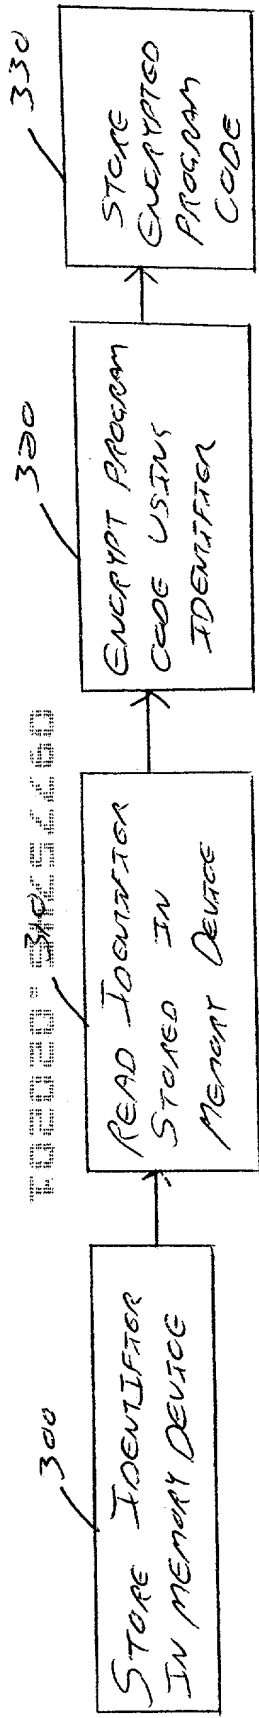 300
STORE IDENTIFIER
IN MEMORY DEVICE
310
READ IDENTIFIER
STORED IN
MEMORY DEVICE
320
ENCRYPT PROGRAM
CODE USING
IDENTIFIER
330
STORE
ENCRYPTED
PROGRAM
CODE